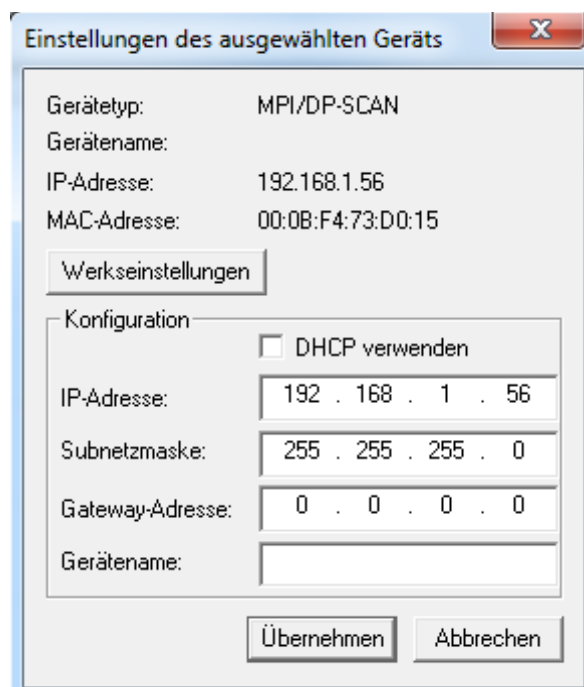 Einstellungen des ausgewählten Geräts
Gerätetyp: MPI/DP-SCAN
Gerätename:
IP-Adresse: 192.168.1.56
MAC-Adresse: 00:0B:F4:73:D0:15
Werkseinstellungen
Konfiguration
DHCP verwenden
IP-Adresse: 192 . 168 . 1 . 56
Subnetzmaske: 255 . 255 . 255 . 0
Gateway-Adresse: 0 . 0 . 0 . 0
Gerätename:
Übernehmen Abbrechen